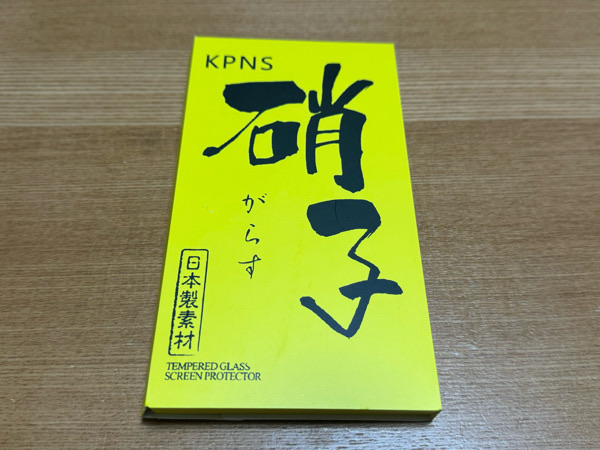 KPNS
硝子
がらす
日本製素材
TEMPERED GLASS
SCREEN PROTECTOR